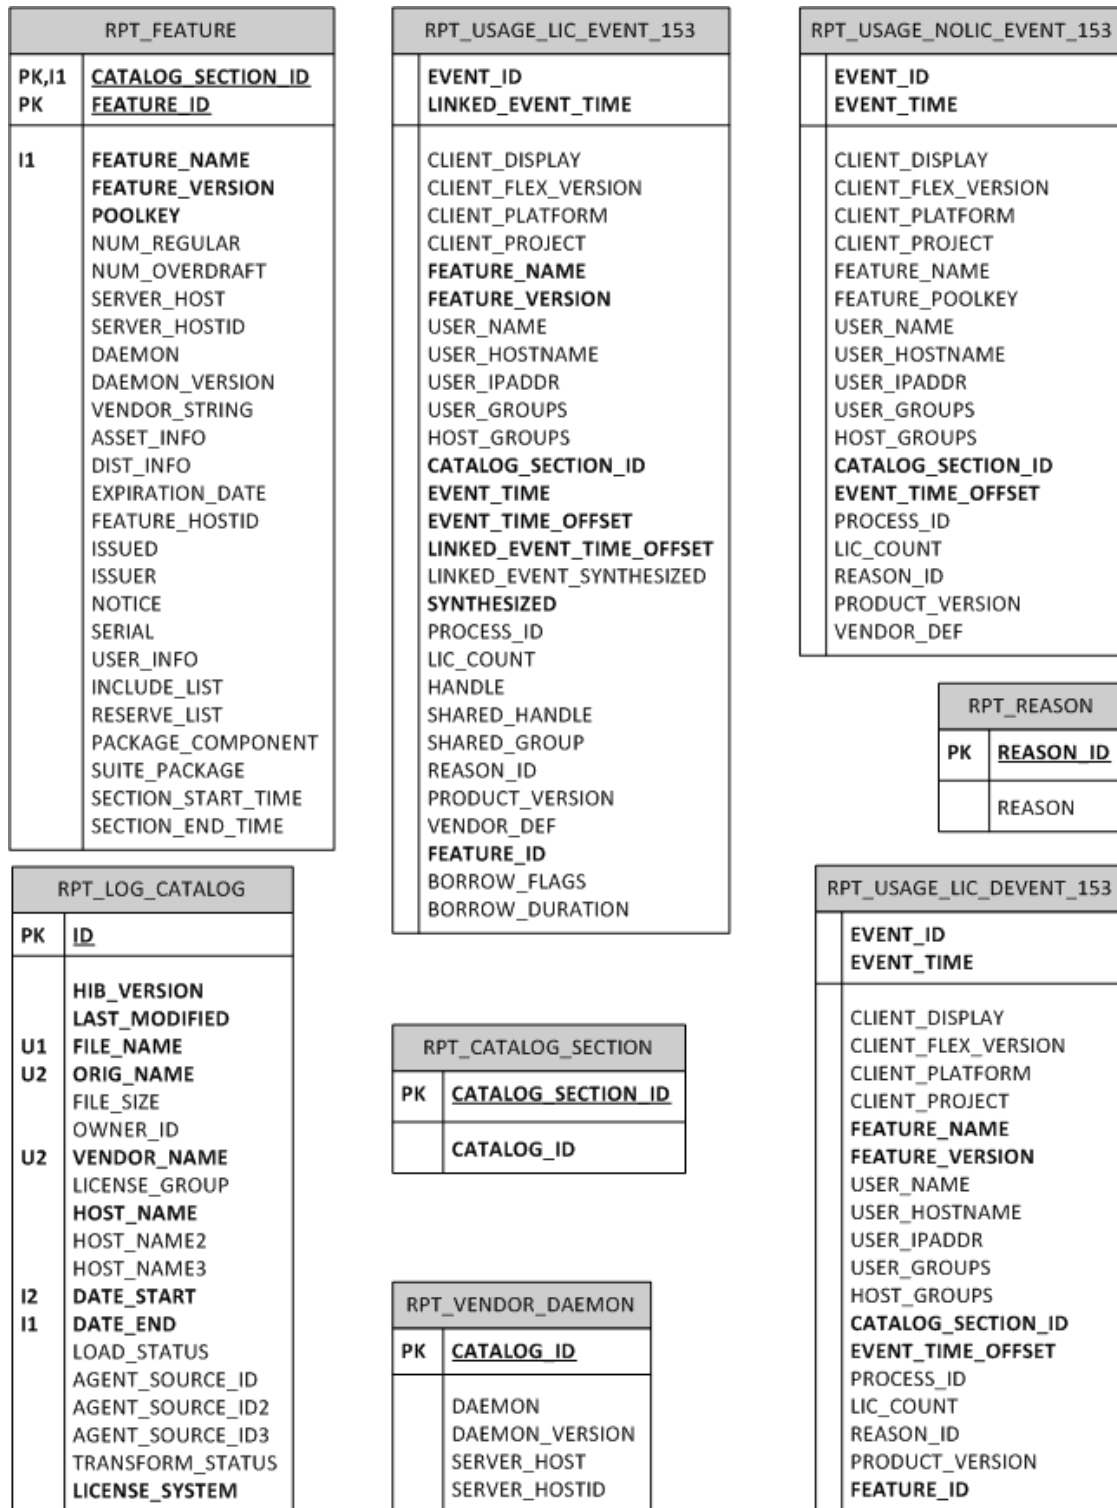 RPT_FEATURE
PK,I1 CATALOG_SECTION_ID
PK FEATURE_ID
I1 FEATURE_NAME
FEATURE_VERSION
POOLKEY
NUM_REGULAR
NUM_OVERDRAFT
SERVER_HOST
SERVER_HOSTID
DAEMON
DAEMON_VERSION
VENDOR_STRING
ASSET_INFO
DIST_INFO
EXPIRATION_DATE
FEATURE_HOSTID
ISSUED
ISSUER
NOTICE
SERIAL
USER_INFO
INCLUDE_LIST
RESERVE_LIST
PACKAGE_COMPONENT
SUITE_PACKAGE
SECTION_START_TIME
SECTION_END_TIME
RPT_LOG_CATALOG
PK ID
HIB_VERSION
LAST_MODIFIED
U1 FILE_NAME
U2 ORIG_NAME
FILE_SIZE
OWNER_ID
U2 VENDOR_NAME
LICENSE_GROUP
HOST_NAME
HOST_NAME2
HOST_NAME3
I2 DATE_START
I1 DATE_END
LOAD_STATUS
AGENT_SOURCE_ID
AGENT_SOURCE_ID2
AGENT_SOURCE_ID3
TRANSFORM_STATUS
LICENSE_SYSTEM
RPT_USAGE_LIC_EVENT_153
EVENT_ID
LINKED_EVENT_TIME
CLIENT_DISPLAY
CLIENT_FLEX_VERSION
CLIENT_PLATFORM
CLIENT_PROJECT
FEATURE_NAME
FEATURE_VERSION
USER_NAME
USER_HOSTNAME
USER_IPADDR
USER_GROUPS
HOST_GROUPS
CATALOG_SECTION_ID
EVENT_TIME
EVENT_TIME_OFFSET
LINKED_EVENT_TIME_OFFSET
LINKED_EVENT_SYNTHESIZED
SYNTHESIZED
PROCESS_ID
LIC_COUNT
HANDLE
SHARED_HANDLE
SHARED_GROUP
REASON_ID
PRODUCT_VERSION
VENDOR_DEF
FEATURE_ID
BORROW_FLAGS
BORROW_DURATION
RPT_CATALOG_SECTION
PK CATALOG_SECTION_ID
CATALOG_ID
RPT_VENDOR_DAEMON
PK CATALOG_ID
DAEMON
DAEMON_VERSION
SERVER_HOST
SERVER_HOSTID
RPT_USAGE_NOLIC_EVENT_153
EVENT_ID
EVENT_TIME
CLIENT_DISPLAY
CLIENT_FLEX_VERSION
CLIENT_PLATFORM
CLIENT_PROJECT
FEATURE_NAME
FEATURE_POOLKEY
USER_NAME
USER_HOSTNAME
USER_IPADDR
USER_GROUPS
HOST_GROUPS
CATALOG_SECTION_ID
EVENT_TIME_OFFSET
PROCESS_ID
LIC_COUNT
REASON_ID
PRODUCT_VERSION
VENDOR_DEF
RPT_REASON
PK REASON_ID
REASON
RPT_USAGE_LIC_DEVENT_153
EVENT_ID
EVENT_TIME
CLIENT_DISPLAY
CLIENT_FLEX_VERSION
CLIENT_PLATFORM
CLIENT_PROJECT
FEATURE_NAME
FEATURE_VERSION
USER_NAME
USER_HOSTNAME
USER_IPADDR
USER_GROUPS
HOST_GROUPS
CATALOG_SECTION_ID
EVENT_TIME_OFFSET
PROCESS_ID
LIC_COUNT
REASON_ID
PRODUCT_VERSION
FEATURE_ID